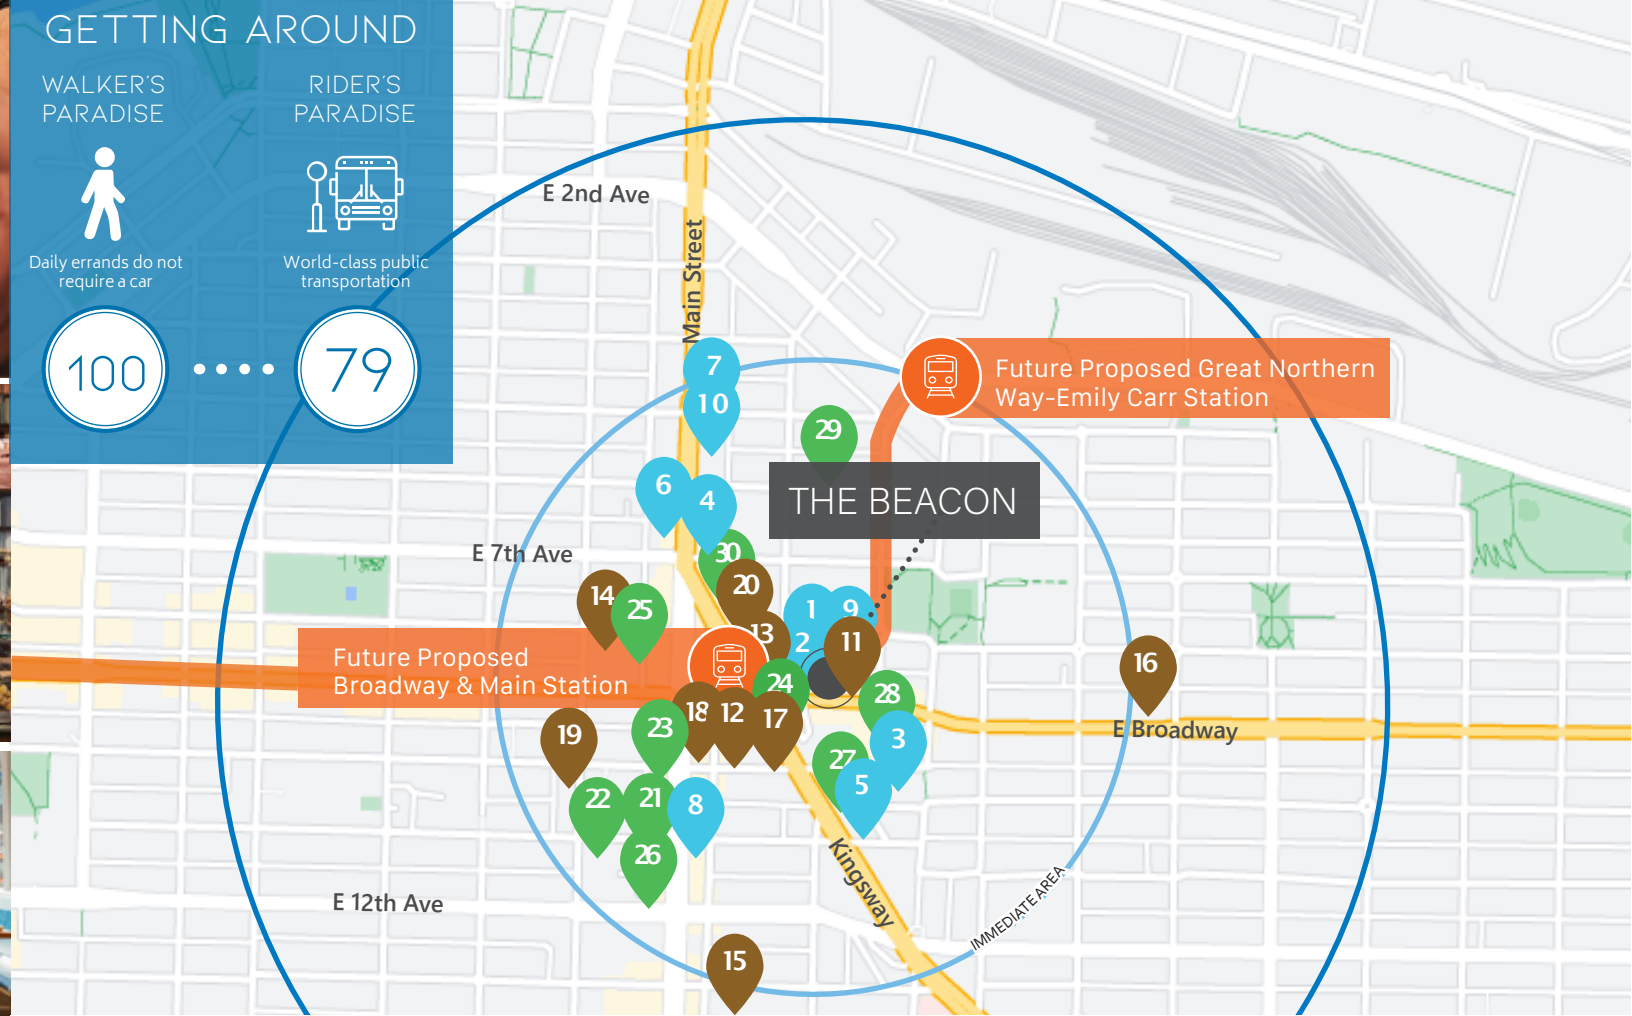 GETTING AROUND
WALKER'S
PARADISE
RIDER'S
PARADISE
Daily errands do not
require a car
World-class public
transportation
100
79
E 2nd Ave
Main Street
7
10
Future Proposed Great Northern
Way-Emily Carr Station
29
6
4
THE BEACON
E 7th Ave
30
20
14
25
1
9
13
2
11
Future Proposed
Broadway & Main Station
16
24
28
18
12
17
23
19
3
E Broadway
27
5
22
21
8
26
Kingsway
IMMEDIATE AREA
E 12th Ave
15